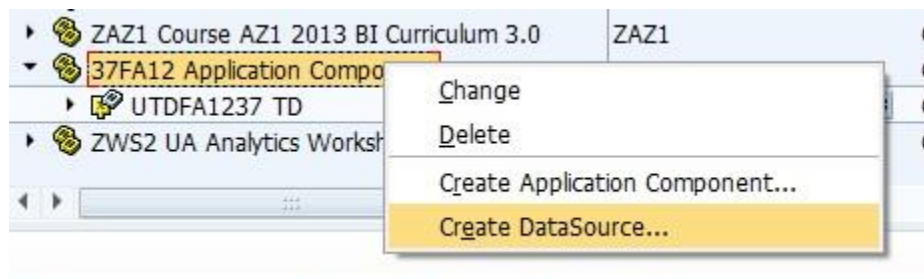 ZAZ1 Course AZ1 2013 BI Curriculum 3.0 ZAZ1
37FA12 Application Compo
Change
UTDFA1237 TD
Delete
ZWS2 UA Analytics Worksh
Create Application Component...
Create DataSource...